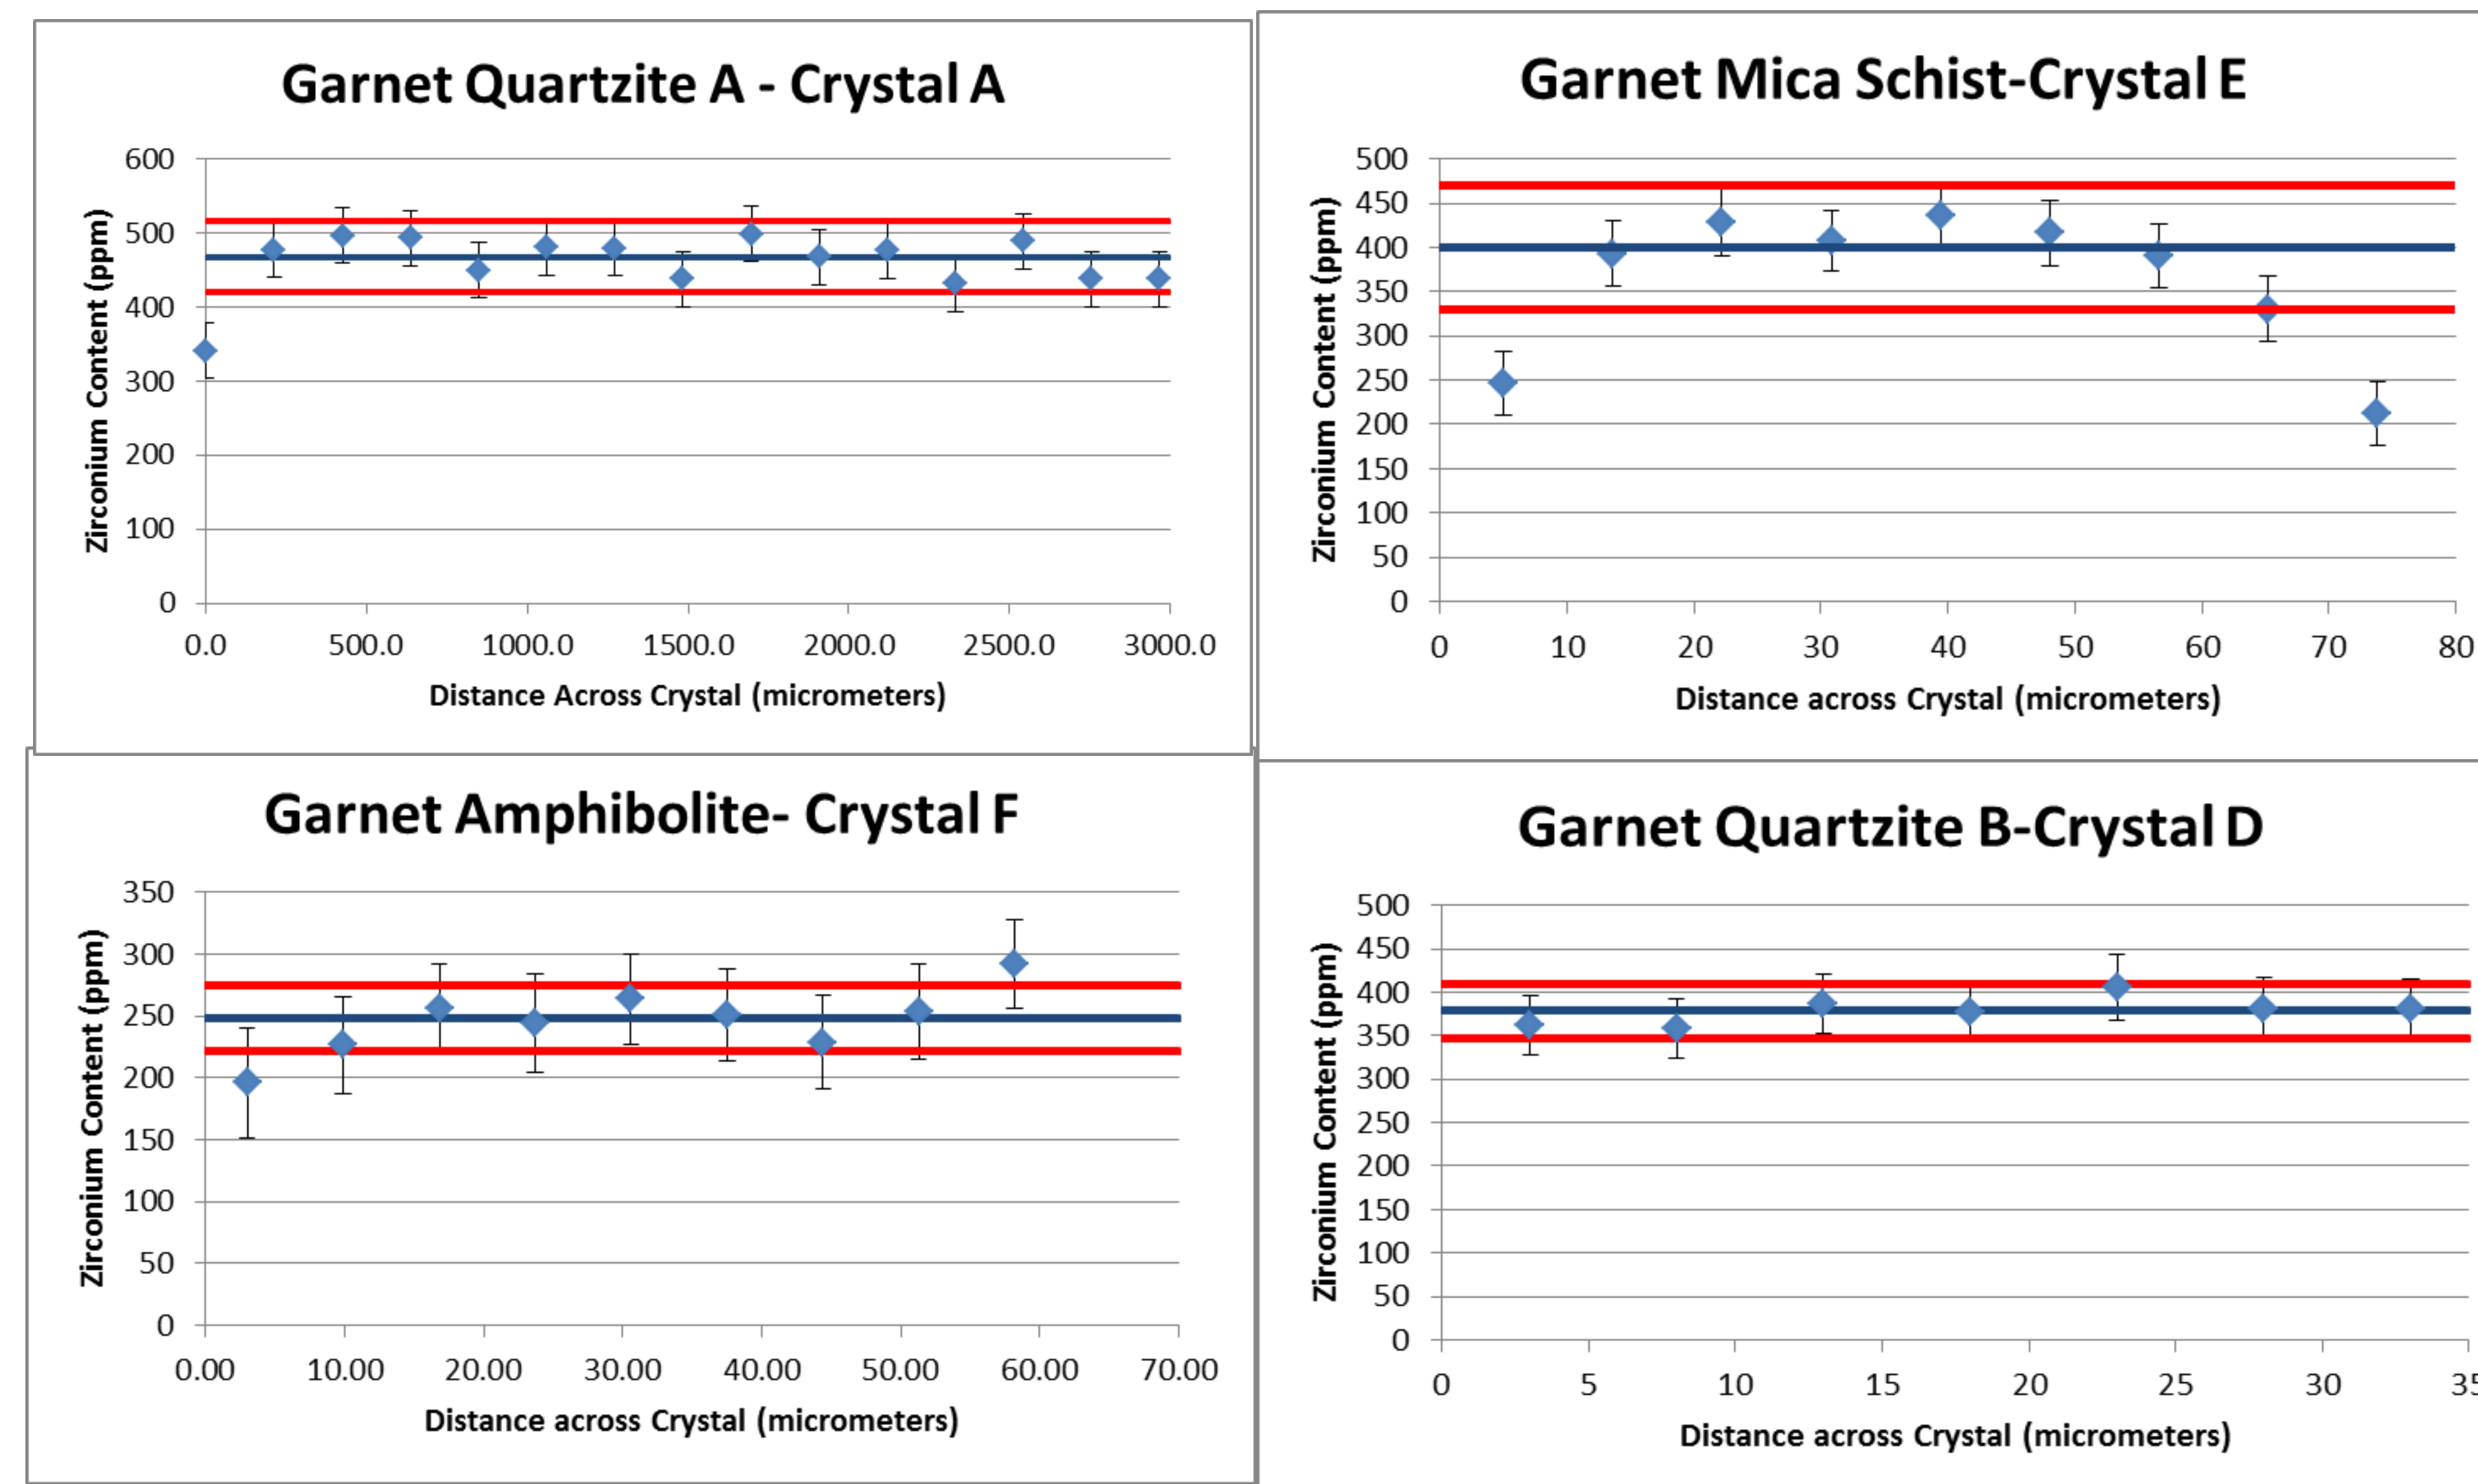 Garnet Quartzite A - Crystal A
Zirconium Content (ppm)
600
500
400
300
200
100
0
0.0 500.0 1000.0 1500.0 2000.0 2500.0 3000.0
Distance Across Crystal (micrometers)
Garnet Mica Schist-Crystal E
Zirconium Content (ppm)
500
450
400
350
300
250
200
150
100
50
0
0 10 20 30 40 50 60 70 80
Distance across Crystal (micrometers)
Garnet Amphibolite- Crystal F
Zirconium Content (ppm)
350
300
250
200
150
100
50
0
0.00 10.00 20.00 30.00 40.00 50.00 60.00 70.00
Distance across Crystal (micrometers)
Garnet Quartzite B-Crystal D
Zirconium Content (ppm)
500
450
400
350
300
250
200
150
100
50
0
0 5 10 15 20 25 30 35
Distance across Crystal (micrometers)